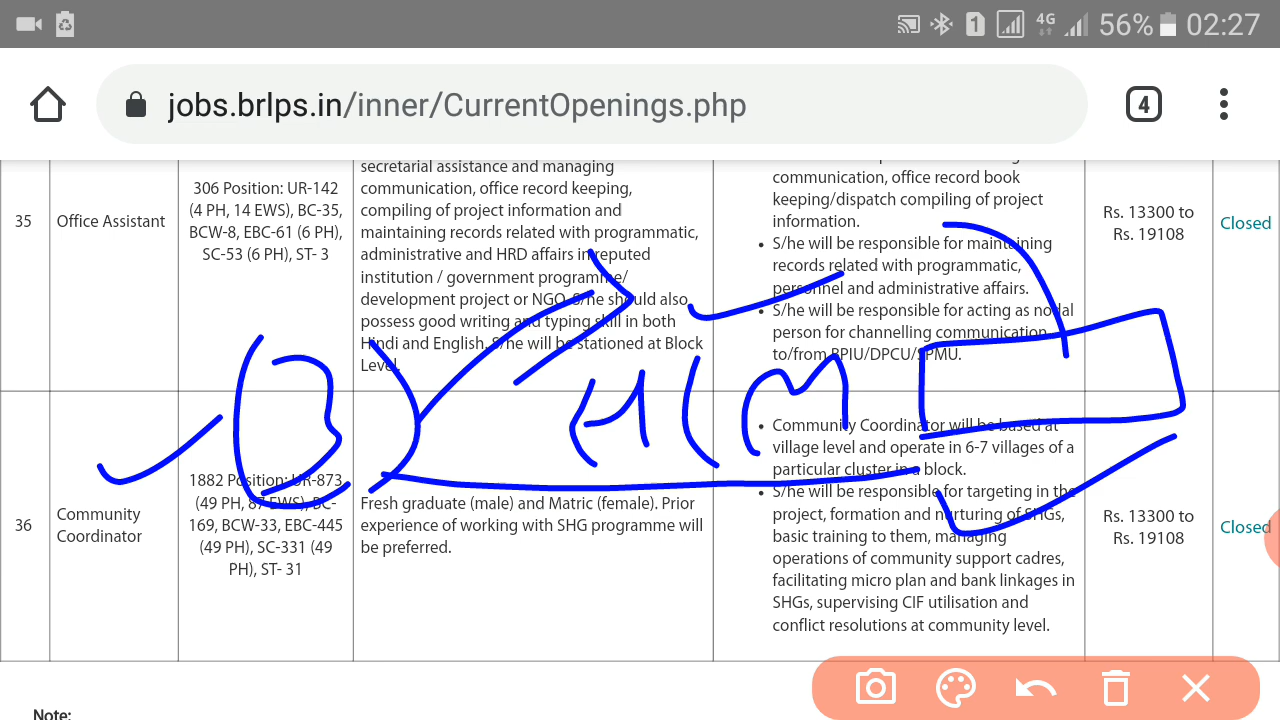 4G 56% 02:27
jobs.brlps.in/inner/CurrentOpenings.php
4
35
Office Assistant
306 Position: UR-142
(4 PH, 14 EWS), BC-35,
BCW-8, EBC-61 (6 PH),
SC-53 (6 PH), ST- 3
secretarial assistance and managing
communication, office record keeping,
compiling of project information and
maintaining records related with programmatic,
administrative and HRD affairs in reputed
institution / government programme/
development project or NGO. S/he should also
possess good writing and typing skill in both
Hindi and English. S/he will be stationed at Block
Level.
communication, office record book
keeping/dispatch compiling of project
information.
• S/he will be responsible for maintaining
records related with programmatic,
personnel and administrative affairs.
• S/he will be responsible for acting as nodal
person for channelling communication
to/from BPIU/DPCU/SPMU.
Rs. 13300 to
Rs. 19108
Closed
36
Community
Coordinator
1882 Position: UR-873
(49 PH, 87 EWS), BC-
169, BCW-33, EBC-445
(49 PH), SC-331 (49
PH), ST- 31
Fresh graduate (male) and Matric (female). Prior
experience of working with SHG programme will
be preferred.
• Community Coordinator will be based at
village level and operate in 6-7 villages of a
particular cluster in a block.
• S/he will be responsible for targeting in the
project, formation and nurturing of SHGs,
basic training to them, managing
operations of community support cadres,
facilitating micro plan and bank linkages in
SHGs, supervising CIF utilisation and
conflict resolutions at community level.
Rs. 13300 to
Rs. 19108
Closed
Note: